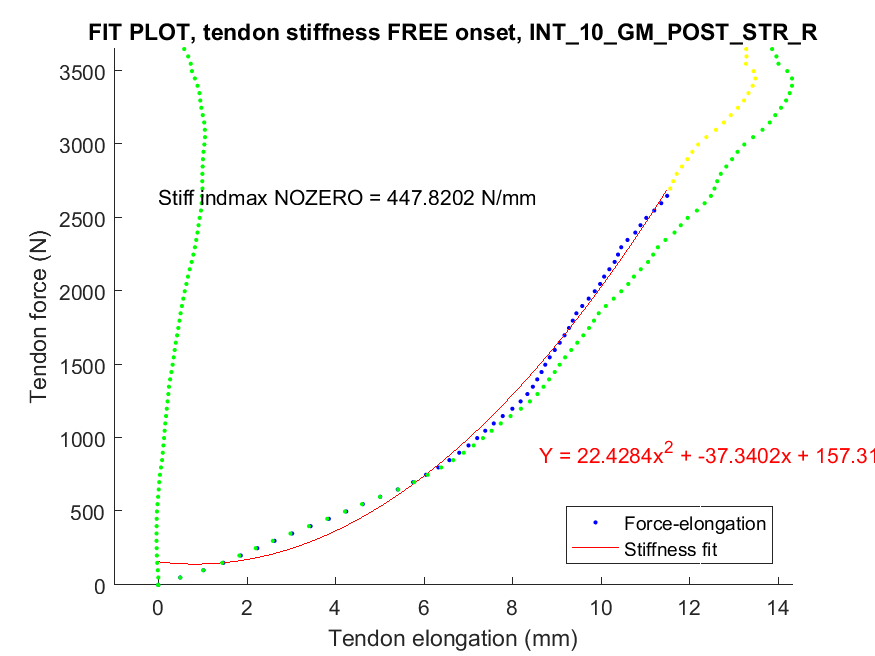 FIT PLOT, tendon stiffness FREE onset, INT_10_GM_POST_STR_R
3500
3000
Stiff indmax NOZERO = 447.8202 N/mm
2500
2000
1500
1000
500
0
Tendon force (N)
Y = 22.4284x² + -37.3402x + 157.31
Force-elongation
Stiffness fit
0 2 4 6 8 10 12 14
Tendon elongation (mm)